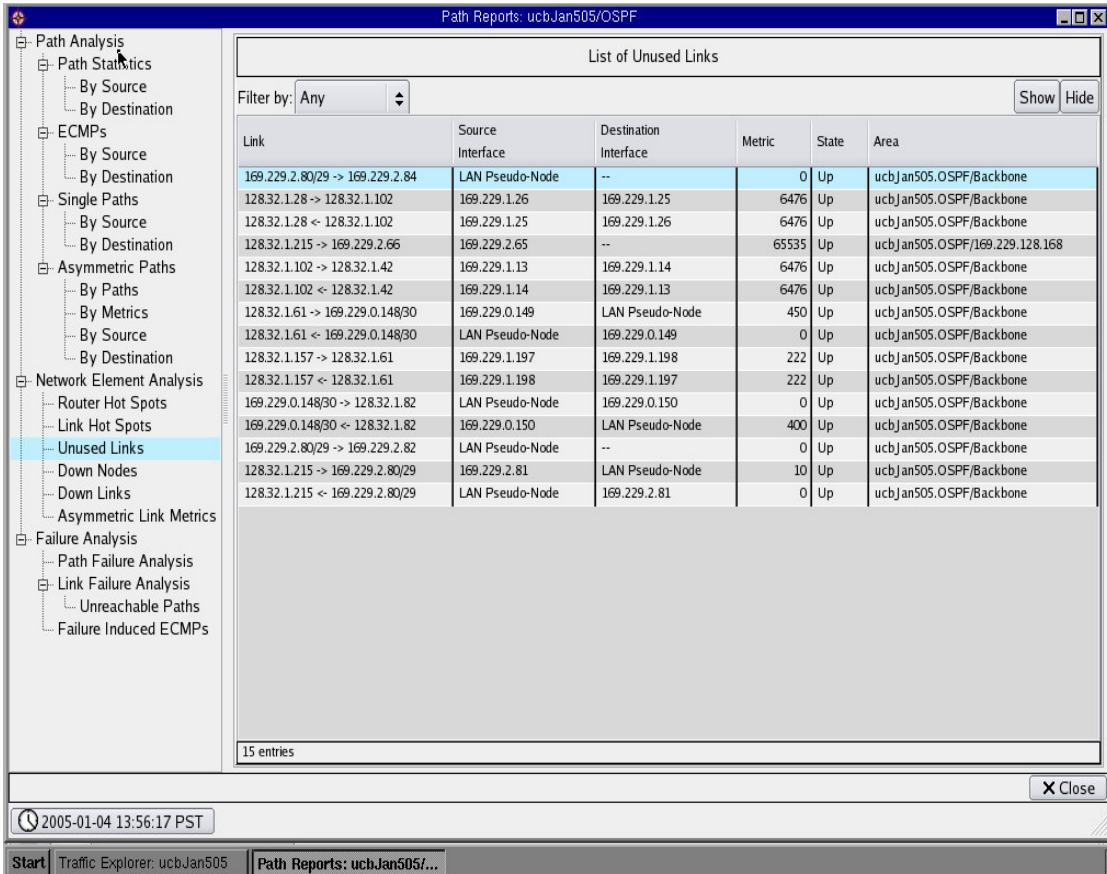 Path Reports: ucbJan505/OSPF
Path Analysis
Path Statistics
By Source
By Destination
ECMPs
By Source
By Destination
Single Paths
By Source
By Destination
Asymmetric Paths
By Paths
By Metrics
By Source
By Destination
Network Element Analysis
Router Hot Spots
Link Hot Spots
Unused Links
Down Nodes
Down Links
Asymmetric Link Metrics
Failure Analysis
Path Failure Analysis
Link Failure Analysis
Unreachable Paths
Failure Induced ECMPs
List of Unused Links
Filter by: Any Show Hide
Link Source Interface Destination Interface Metric State Area
169.229.2.80/29 -> 169.229.2.84 LAN Pseudo-Node -- 0 Up ucbJan505.OSPF/Backbone
128.32.1.28 -> 128.32.1.102 169.229.1.26 169.229.1.25 6476 Up ucbJan505.OSPF/Backbone
128.32.1.28 <- 128.32.1.102 169.229.1.25 169.229.1.26 6476 Up ucbJan505.OSPF/Backbone
128.32.1.215 -> 169.229.2.66 169.229.2.65 -- 65535 Up ucbJan505.OSPF/169.229.128.168
128.32.1.102 -> 128.32.1.42 169.229.1.13 169.229.1.14 6476 Up ucbJan505.OSPF/Backbone
128.32.1.102 <- 128.32.1.42 169.229.1.14 169.229.1.13 6476 Up ucbJan505.OSPF/Backbone
128.32.1.61 -> 169.229.0.148/30 169.229.0.149 LAN Pseudo-Node 450 Up ucbJan505.OSPF/Backbone
128.32.1.61 <- 169.229.0.148/30 LAN Pseudo-Node 169.229.0.149 0 Up ucbJan505.OSPF/Backbone
128.32.1.157 -> 128.32.1.61 169.229.1.197 169.229.1.198 222 Up ucbJan505.OSPF/Backbone
128.32.1.157 <- 128.32.1.61 169.229.1.198 169.229.1.197 222 Up ucbJan505.OSPF/Backbone
169.229.0.148/30 -> 128.32.1.82 LAN Pseudo-Node 169.229.0.150 0 Up ucbJan505.OSPF/Backbone
169.229.0.148/30 <- 128.32.1.82 169.229.0.150 LAN Pseudo-Node 400 Up ucbJan505.OSPF/Backbone
169.229.2.80/29 -> 169.229.2.82 LAN Pseudo-Node -- 0 Up ucbJan505.OSPF/Backbone
128.32.1.215 -> 169.229.2.80/29 169.229.2.81 LAN Pseudo-Node 10 Up ucbJan505.OSPF/Backbone
128.32.1.215 <- 169.229.2.80/29 LAN Pseudo-Node 169.229.2.81 0 Up ucbJan505.OSPF/Backbone
15 entries
Close
2005-01-04 13:56:17 PST
Start Traffic Explorer: ucbJan505 Path Reports: ucbJan505/...